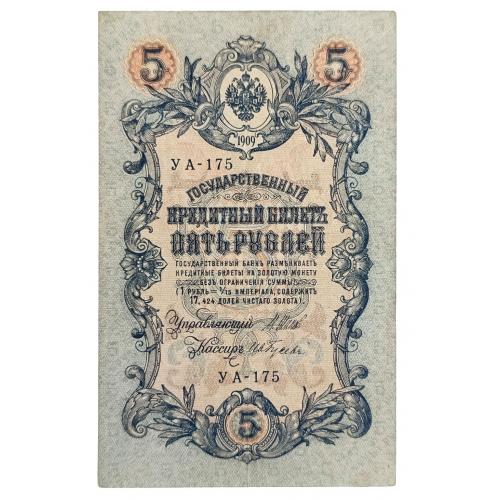 5 5
1909
УА-175
ГОСУДАРСТВЕННЫЙ
КРЕДИТНЫЙ БИЛЕТЪ
ПЯТЬ РУБЛЕЙ
ГОСУДАРСТВЕННЫЙ БАНКЪ РАЗМѢНИВАЕТЪ
КРЕДИТНЫЕ БИЛЕТЫ НА ЗОЛОТУЮ МОНЕТУ
БЕЗЪ ОГРАНИЧЕНІЯ СУММЫ
(1 РУБЛЬ = 1/15 ИМПЕРІАЛА, СОДЕРЖИТЪ
17,424 ДОЛЕЙ ЧИСТАГО ЗОЛОТА).
Управляющій
Кассиръ
УА-175
5